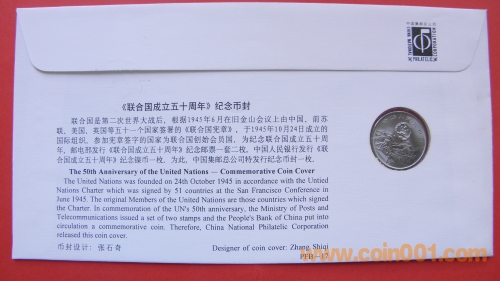 中国集邮总公司
CHINA NATIONAL PHILATELIC CORPORATION
《联合国成立五十周年》纪念币封
联合国是第二次世界大战后，根据1945年6月在旧金山会议上由中国、前苏
联、美国、英国等五十一个国家签署的《联合国宪章》，于1945年10月24日成立的
国际组织，参加宪章签字的国家为联合国创始会员国。为纪念联合国成立五十
周年，邮电部发行《联合国成立五十周年》纪念邮票一套二枚，中国人民银行发行《联合
国成立五十周年》纪念镍币一枚，为此，中国集邮总公司特发行纪念币封一枚。
The 50th Anniversary of the United Nations — Commemorative Coin Cover
The United Nations was founded on 24th October 1945 in accordance with the Untied
Nations Charter which was signed by 51 countries at the San Francisco Conference in
June 1945. The original Members of the United Nations are those countries which signed
the Charter. In commemoration of the UN's 50th anniversary, the Ministry of Posts and
Telecommunications issued a set of two stamps and the People's Bank of China put into
circulation a commemorative coin. Therefore, China National Philatelic Corporation
released this coin cover.
币封设计：张石奇
Designer of coin cover: Zhang Shiqi
PFB—17
www.coin001.com